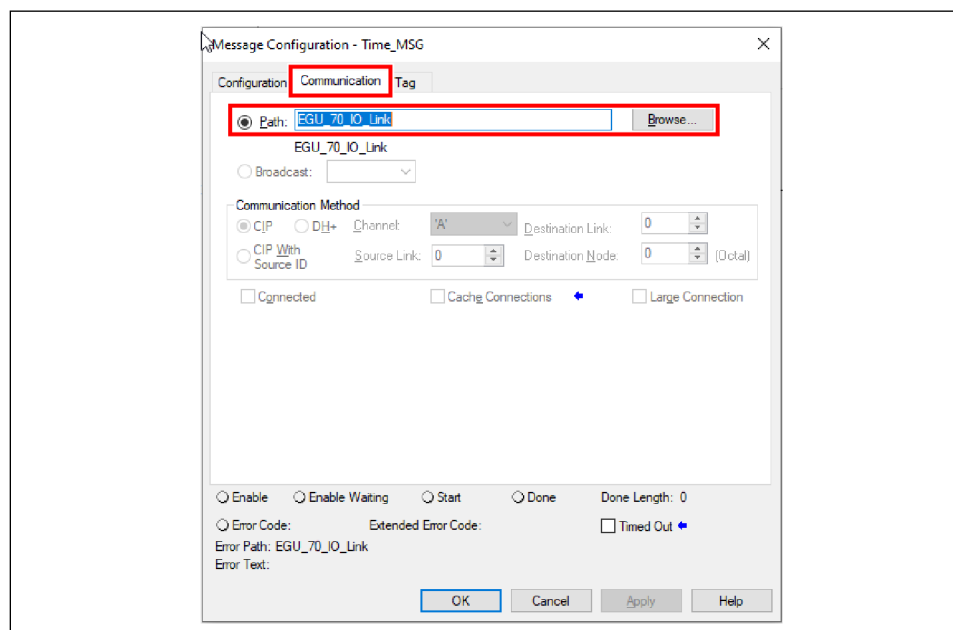 Message Configuration - Time_MSG
Configuration Communication Tag
Path: EGU_70_IO_Link Browse...
EGU_70_IO_Link
Broadcast:
Communication Method
CIP DH+ Channel: 'A' Destination Link: 0
CIP With Source ID Source Link: 0 Destination Node: 0 (Octal)
Connected Cache Connections Large Connection
Enable Enable Waiting Start Done Done Length: 0
Error Code: Extended Error Code: Timed Out
Error Path: EGU_70_IO_Link
Error Text:
OK Cancel Apply Help